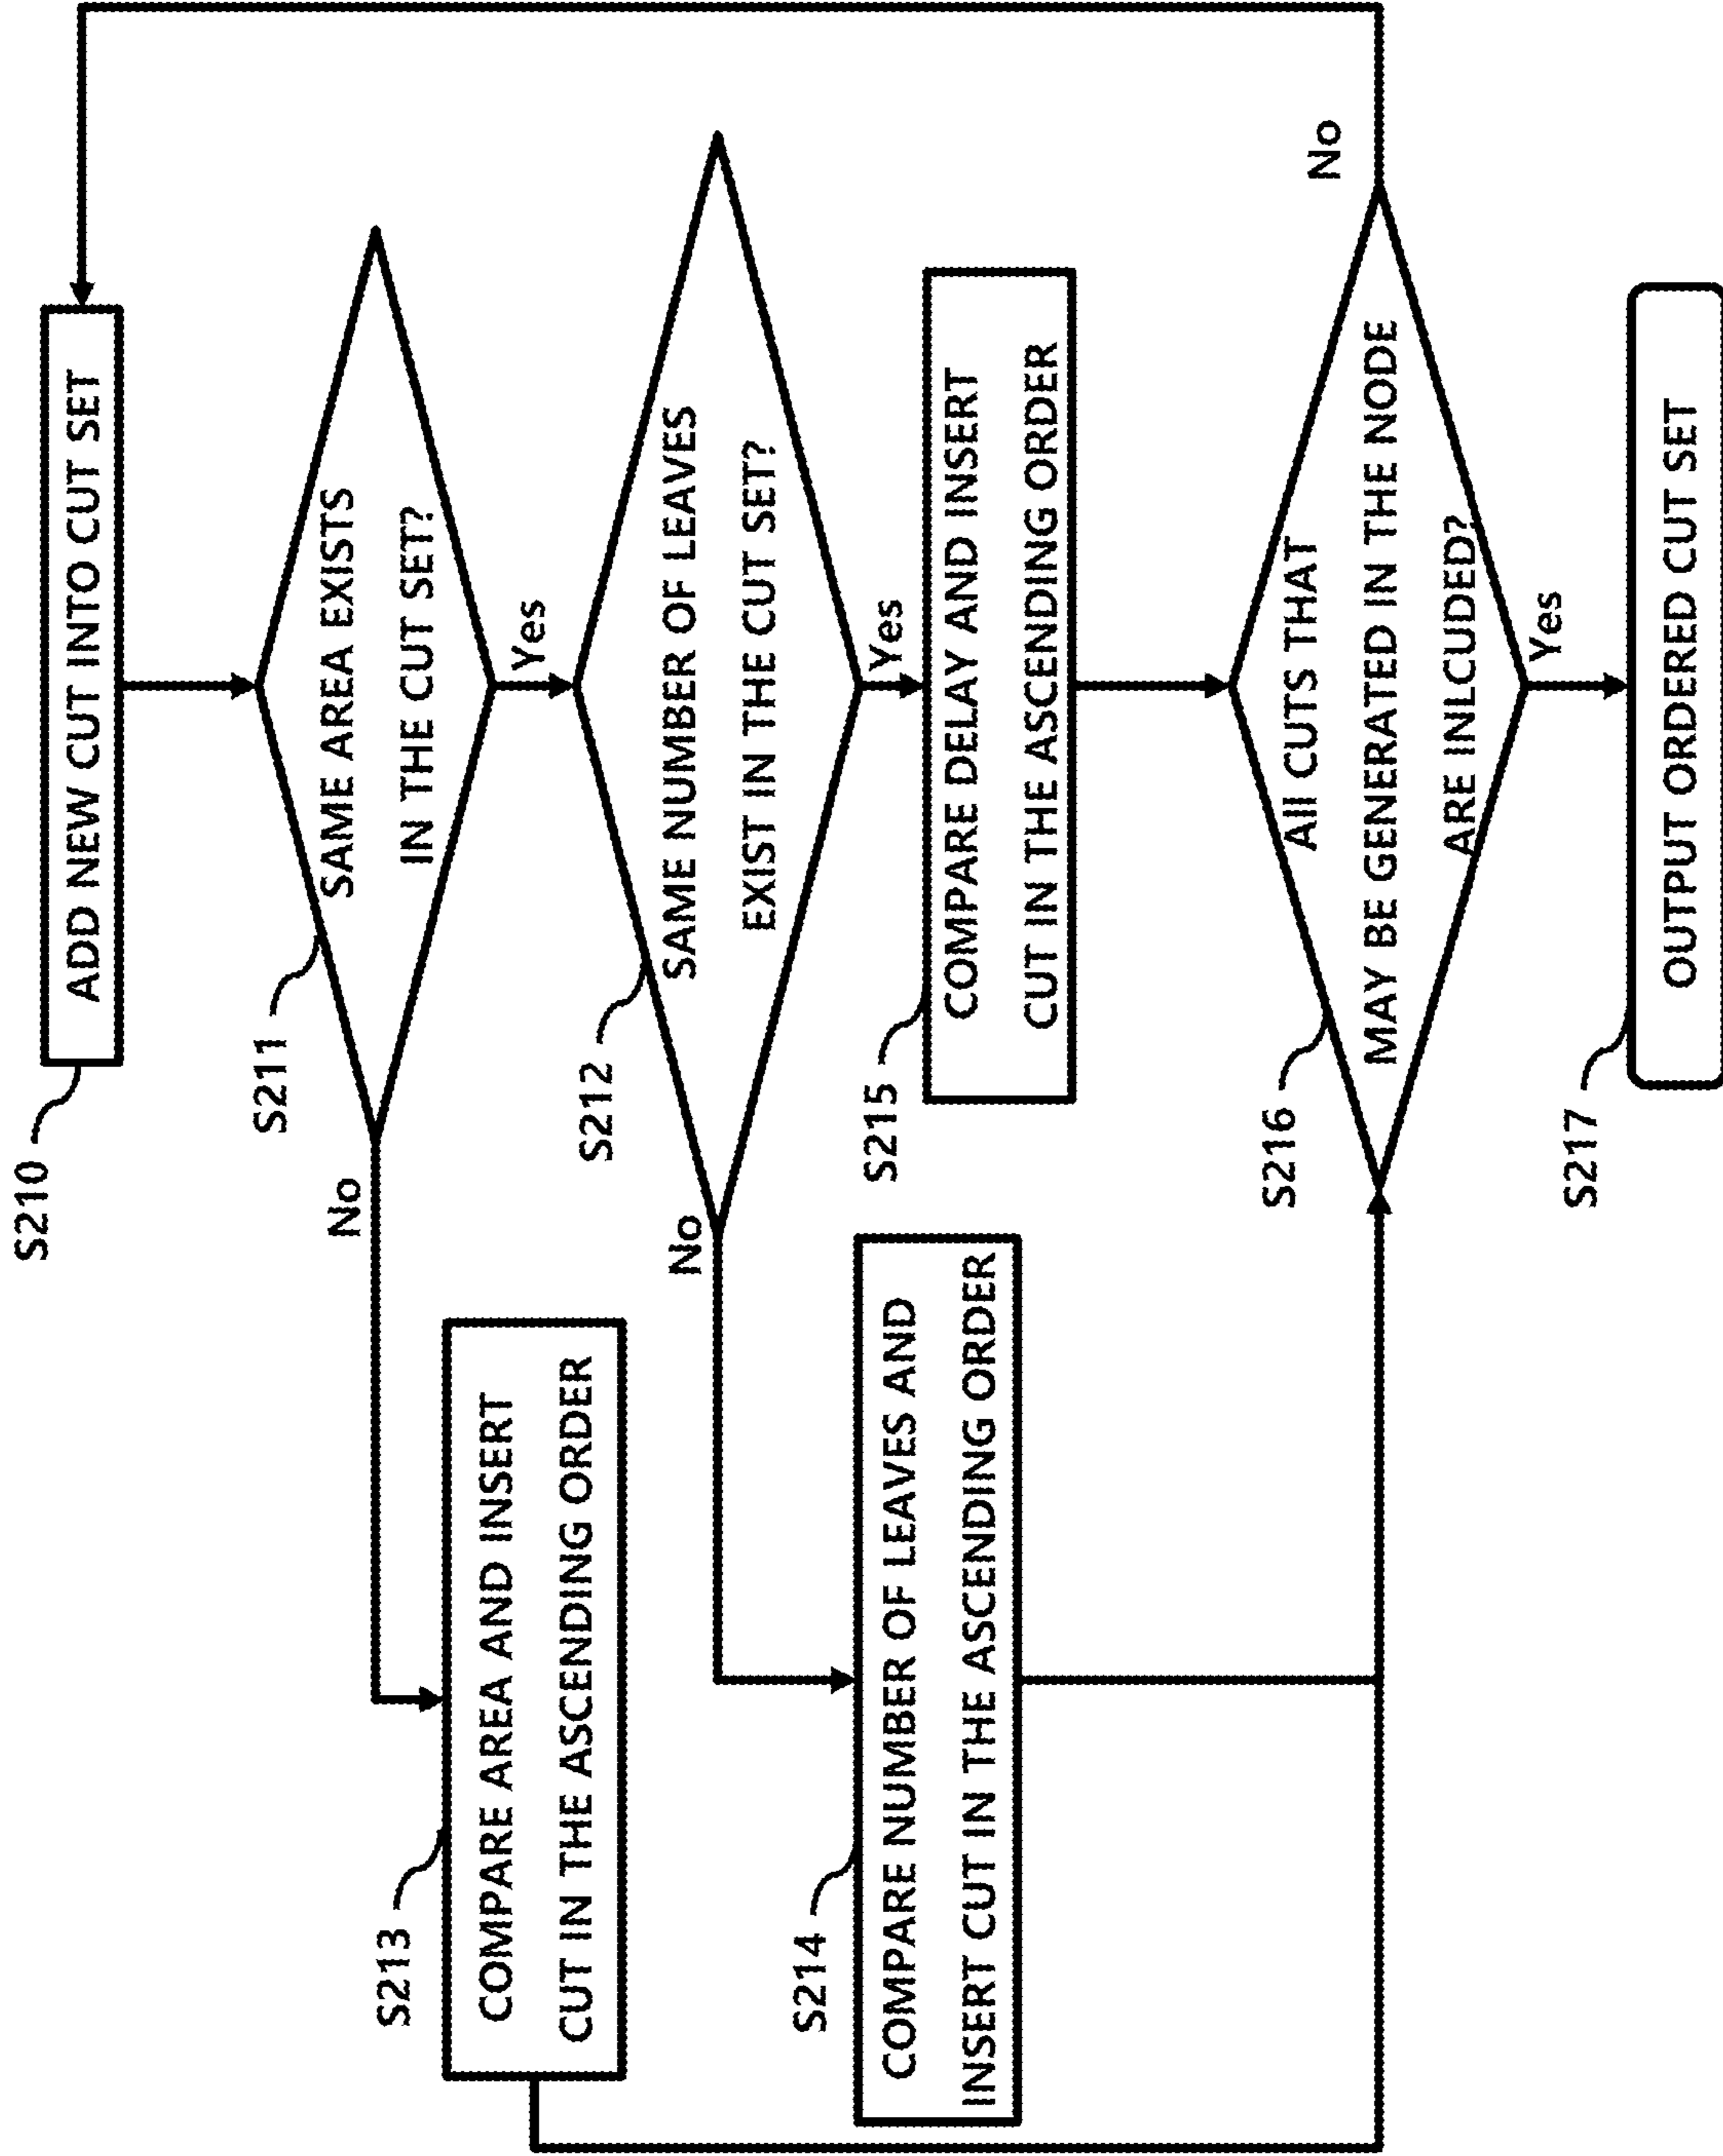 S210
ADD NEW CUT INTO CUT SET
S211
SAME AREA EXISTS
IN THE CUT SET?
No
Yes
S213
COMPARE AREA AND INSERT
CUT IN THE ASCENDING ORDER
S212
SAME NUMBER OF LEAVES
EXIST IN THE CUT SET?
No
Yes
S214
COMPARE NUMBER OF LEAVES AND
INSERT CUT IN THE ASCENDING ORDER
S215
COMPARE DELAY AND INSERT
CUT IN THE ASCENDING ORDER
S216
All CUTS THAT
MAY BE GENERATED IN THE NODE
ARE INLCUDED?
No
Yes
S217
OUTPUT ORDERED CUT SET